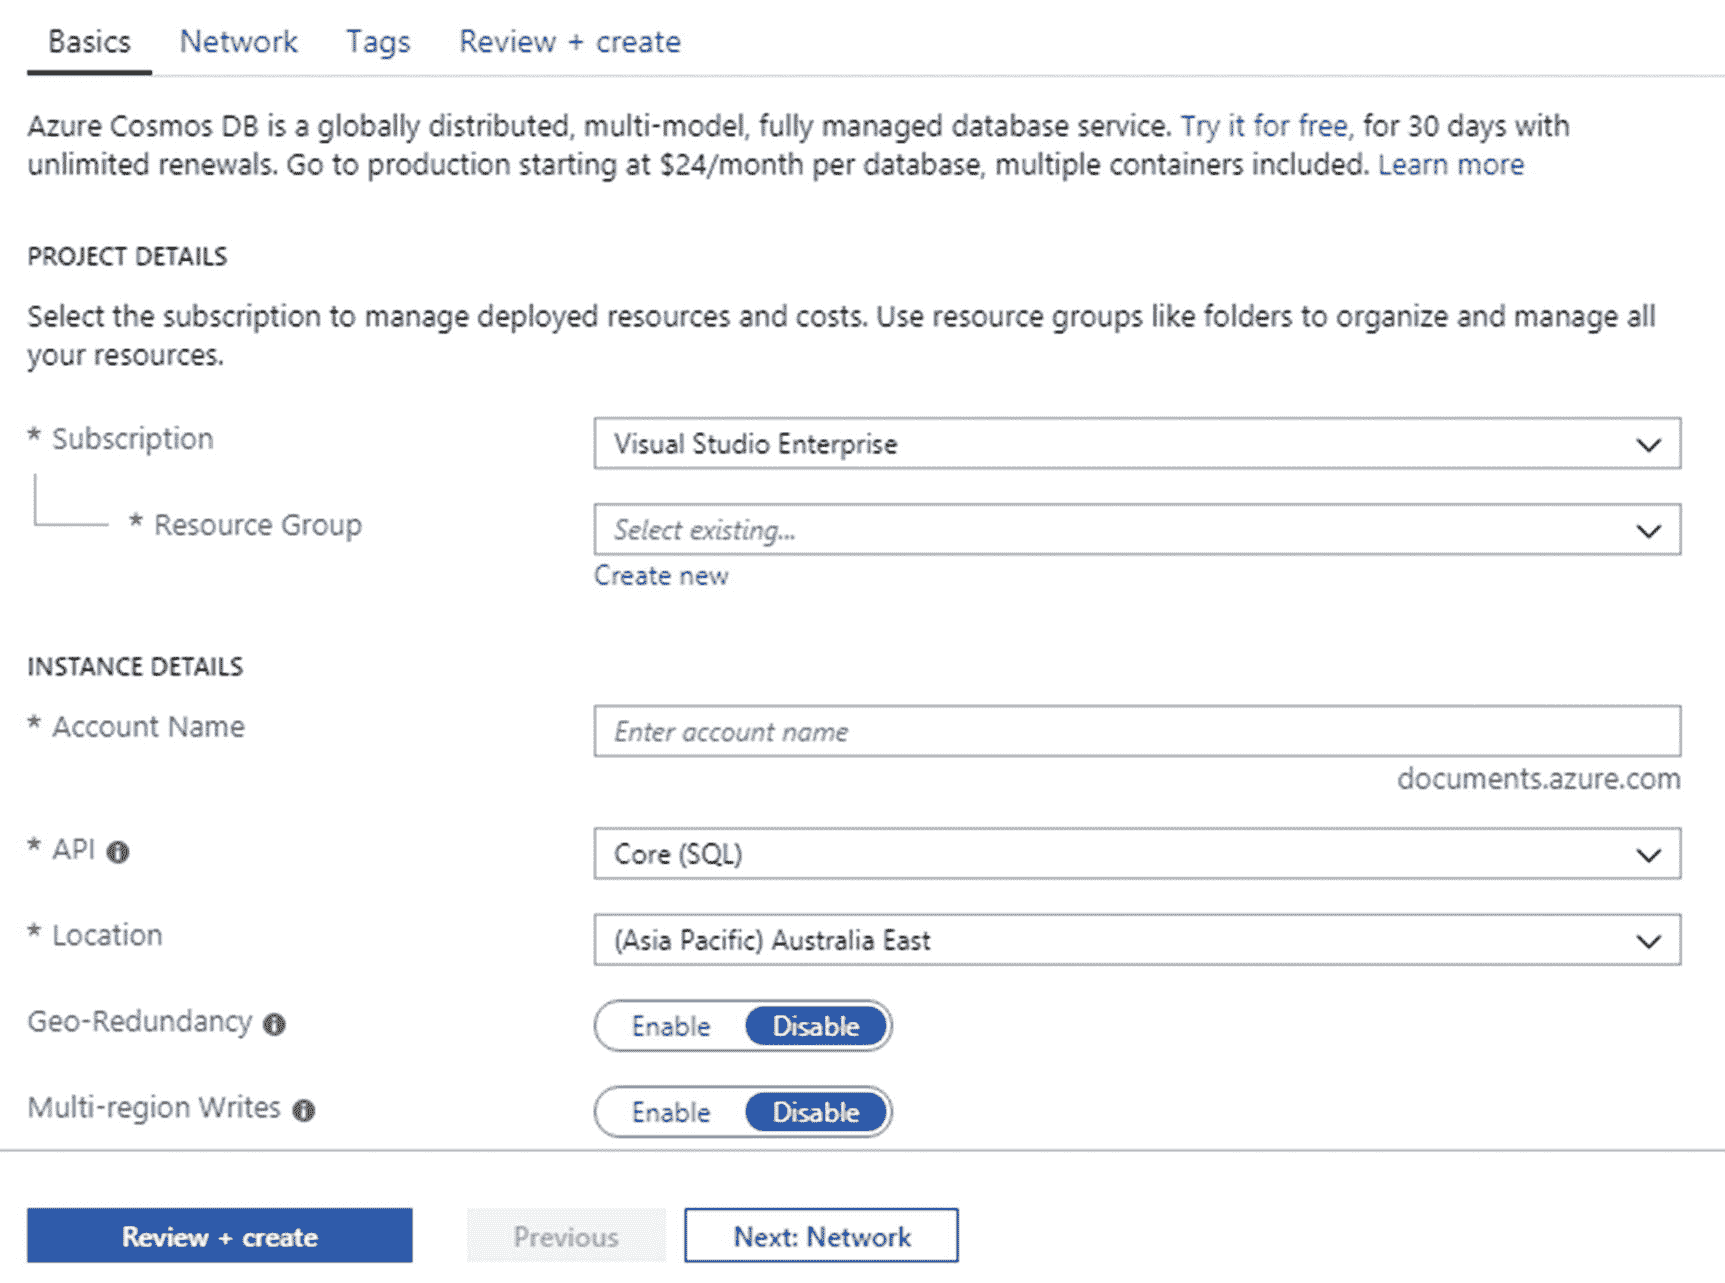 Basics Network Tags Review + create
Azure Cosmos DB is a globally distributed, multi-model, fully managed database service. Try it for free, for 30 days with
unlimited renewals. Go to production starting at $24/month per database, multiple containers included. Learn more
PROJECT DETAILS
Select the subscription to manage deployed resources and costs. Use resource groups like folders to organize and manage all
your resources.
* Subscription Visual Studio Enterprise
* Resource Group Select existing...
Create new
INSTANCE DETAILS
* Account Name Enter account name
documents.azure.com
* API Core (SQL)
* Location (Asia Pacific) Australia East
Geo-Redundancy Enable Disable
Multi-region Writes Enable Disable
Review + create Previous Next: Network